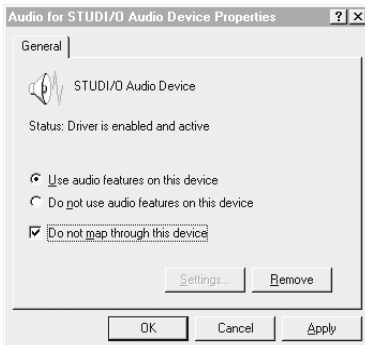 Audio for STUDI/O Audio Device Properties
General
STUDI/O Audio Device
Status: Driver is enabled and active
Use audio features on this device
Do not use audio features on this device
Do not map through this device
Settings...
Remove
OK
Cancel
Apply